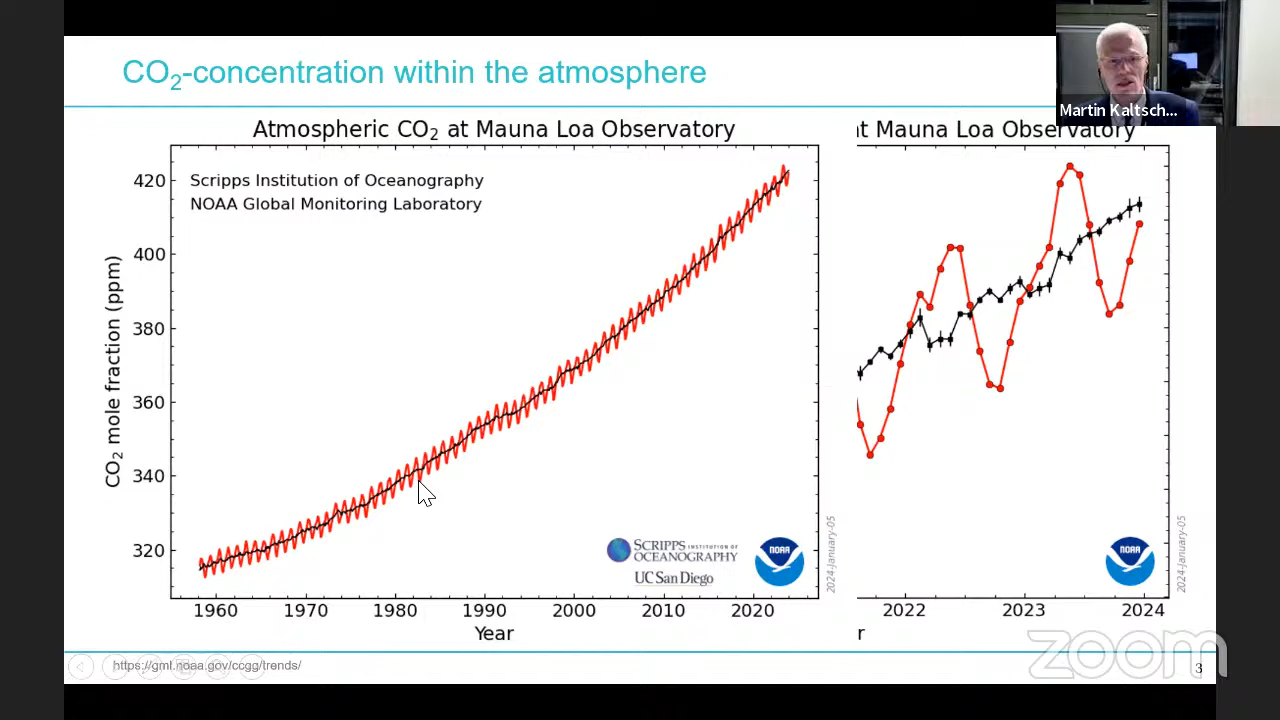 CO₂-concentration within the atmosphere
Martin Kaltsch...
Atmospheric CO₂ at Mauna Loa Observatory
Scripps Institution of Oceanography
NOAA Global Monitoring Laboratory
CO₂ mole fraction (ppm)
420
400
380
360
340
320
1960 1970 1980 1990 2000 2010 2020
Year
SCRIPPS INSTITUTION OF
OCEANOGRAPHY
UC San Diego
NOAA
2024-January-05
at Mauna Loa Observatory
2022 2023 2024
r
NOAA
2024-January-05
https://gml.noaa.gov/ccgg/trends/
3
zoom